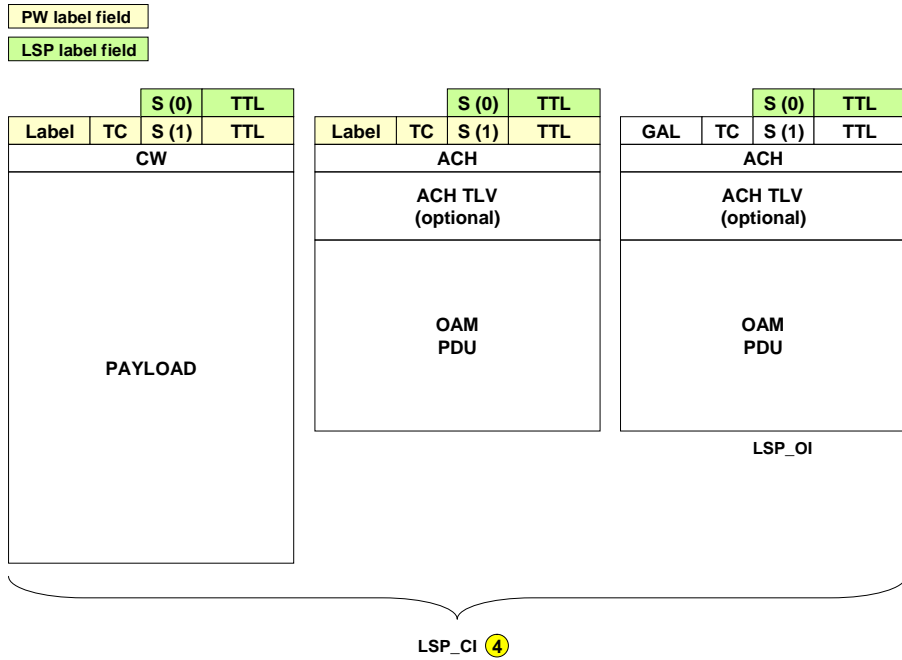 PW label field
LSP label field
S (0) TTL S (0) TTL S (0) TTL
Label TC S (1) TTL Label TC S (1) TTL GAL TC S (1) TTL
CW ACH ACH
ACH TLV ACH TLV
(optional) (optional)
OAM OAM
PDU PDU
PAYLOAD
LSP_OI
LSP_CI 4